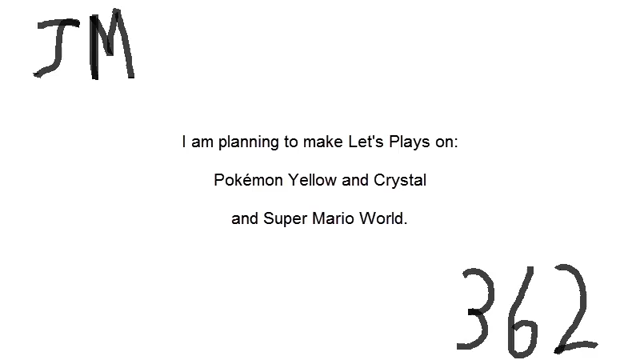 JM
I am planning to make Let's Plays on:
Pokémon Yellow and Crystal
and Super Mario World.
362